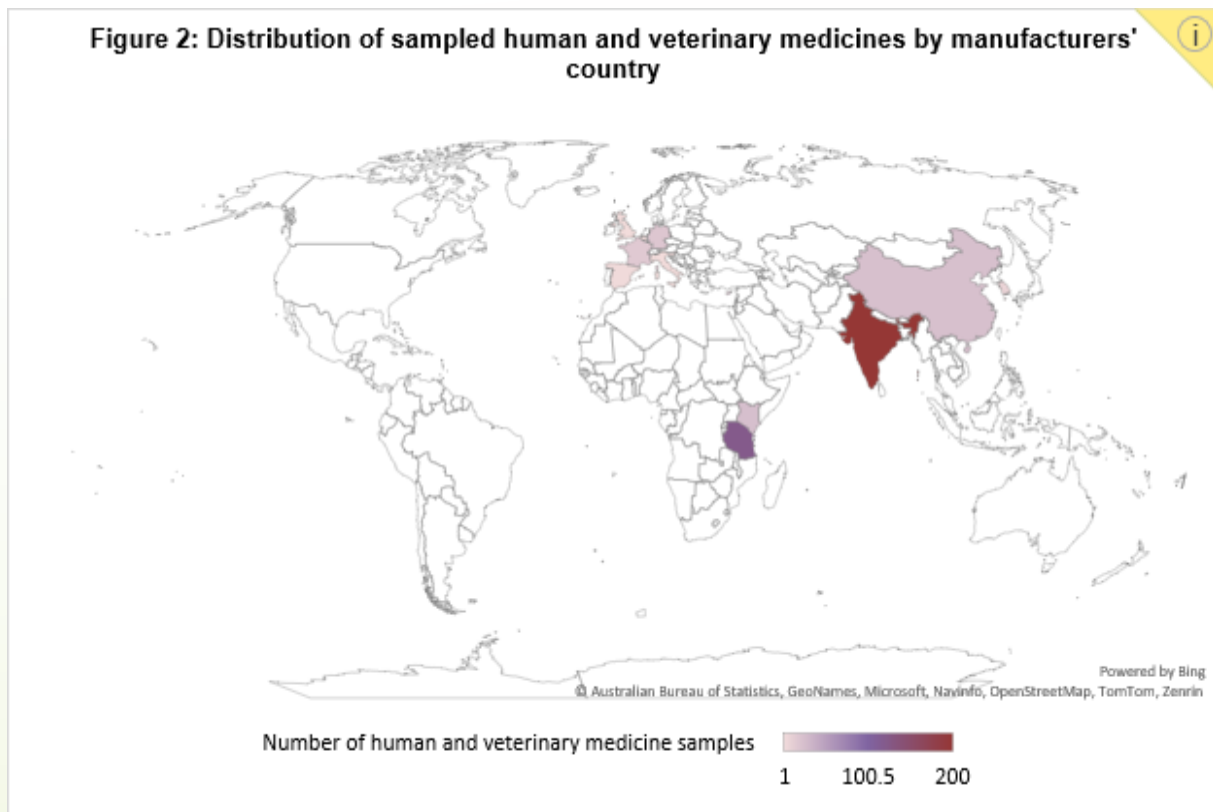 Figure 2: Distribution of sampled human and veterinary medicines by manufacturers'
country
i
Powered by Bing
© Australian Bureau of Statistics, GeoNames, Microsoft, Navinfo, OpenStreetMap, TomTom, Zenrin
Number of human and veterinary medicine samples
1 100.5 200